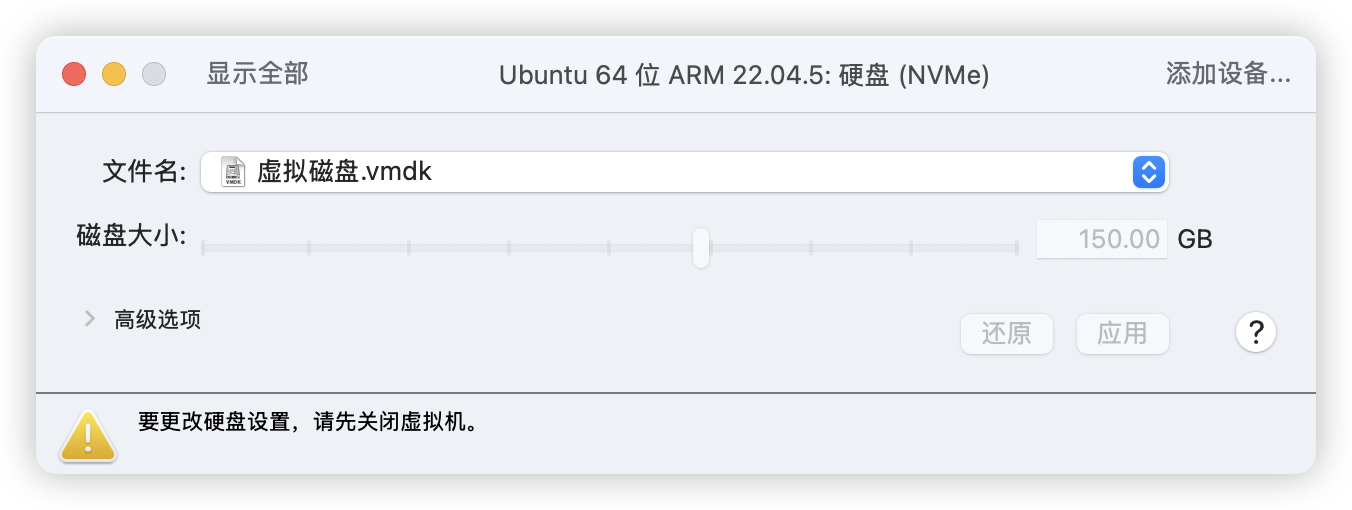 显示全部 Ubuntu 64 位 ARM 22.04.5: 硬盘 (NVMe) 添加设备...
文件名: VMDK 虚拟磁盘.vmdk
磁盘大小: 150.00 GB
高级选项 还原 应用 ?
要更改硬盘设置，请先关闭虚拟机。